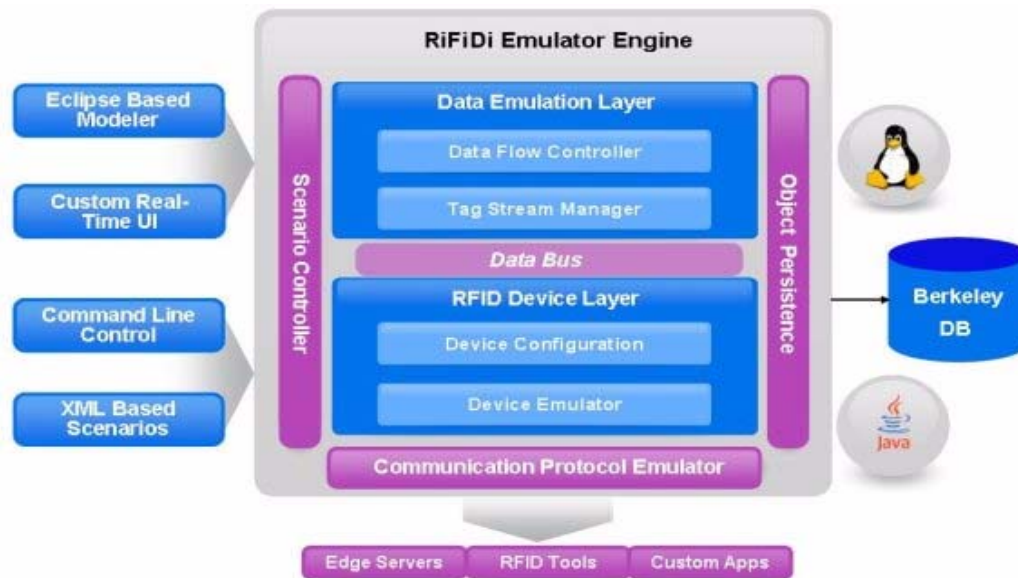 RiFiDi Emulator Engine
Eclipse Based
Modeler
Custom Real-
Time UI
Command Line
Control
XML Based
Scenarios
Scenario Controller
Data Emulation Layer
Data Flow Controller
Tag Stream Manager
Data Bus
RFID Device Layer
Device Configuration
Device Emulator
Object Persistence
Communication Protocol Emulator
Berkeley
DB
Java
Edge Servers
RFID Tools
Custom Apps